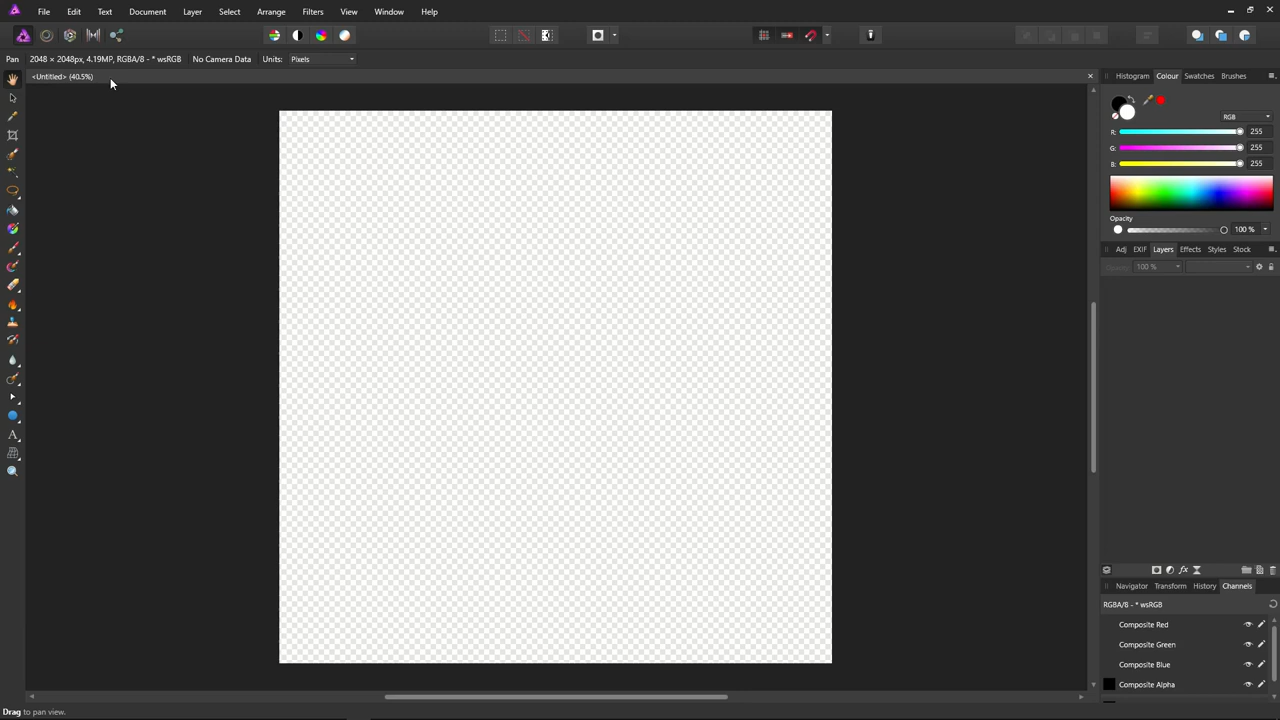 File Edit Text Document Layer Select Arrange Filters View Window Help
Pan 2048 × 2048px, 4.19MP, RGBA/8 - * wsRGB No Camera Data Units: Pixels
<Untitled> (40.5%)
Histogram Colour Swatches Brushes
RGB
R: 255
G: 255
B: 255
Opacity
100 %
Adj EXIF Layers Effects Styles Stock
Opacity: 100 %
Navigator Transform History Channels
RGBA/8 - * wsRGB
Composite Red
Composite Green
Composite Blue
Composite Alpha
Drag to pan view.